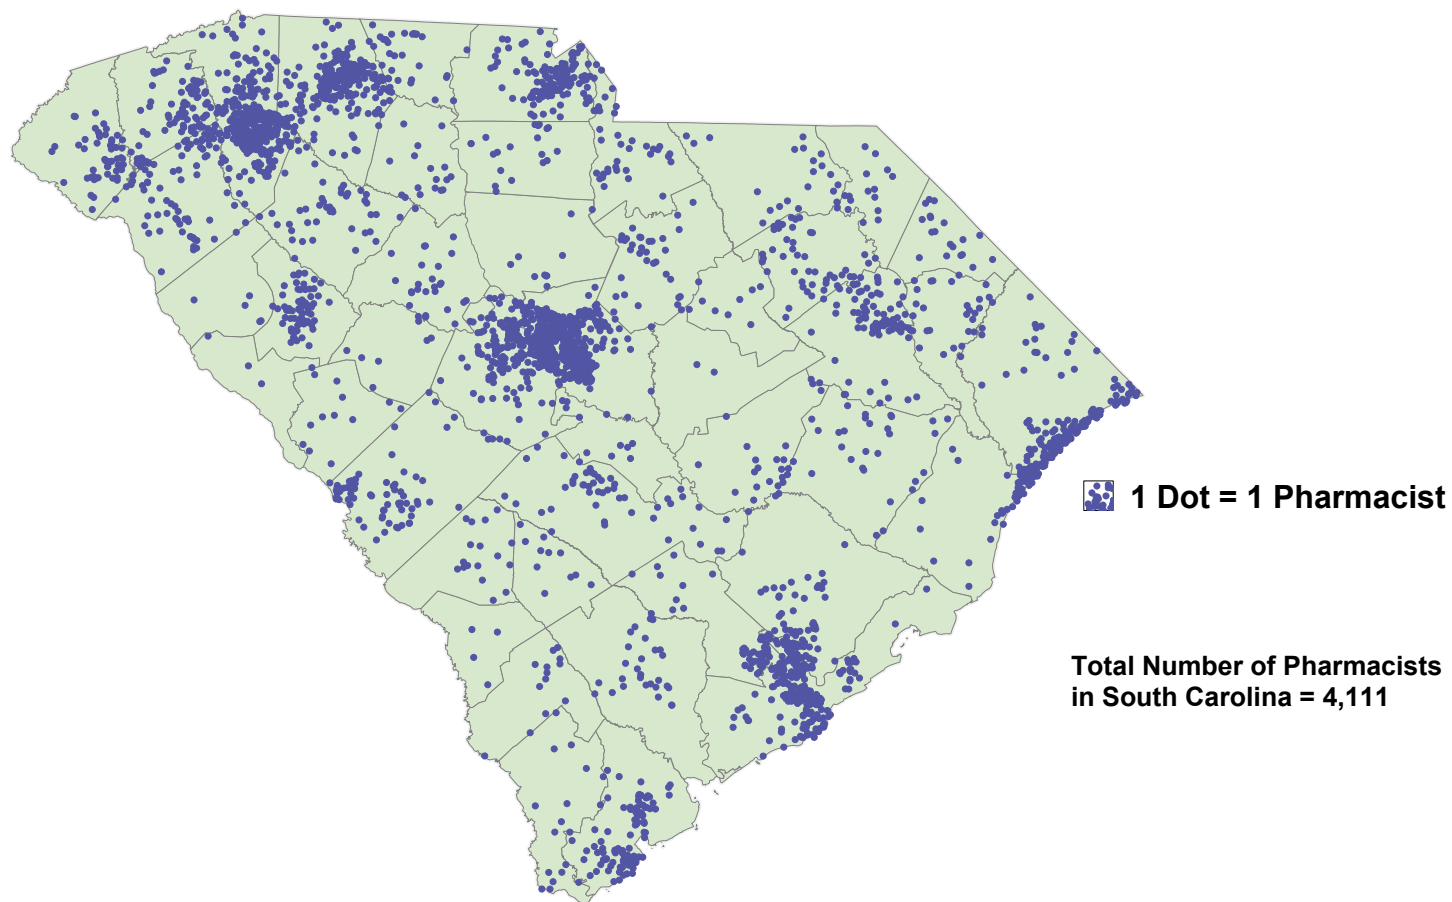 1 Dot = 1 Pharmacist
Total Number of Pharmacists
in South Carolina = 4,111